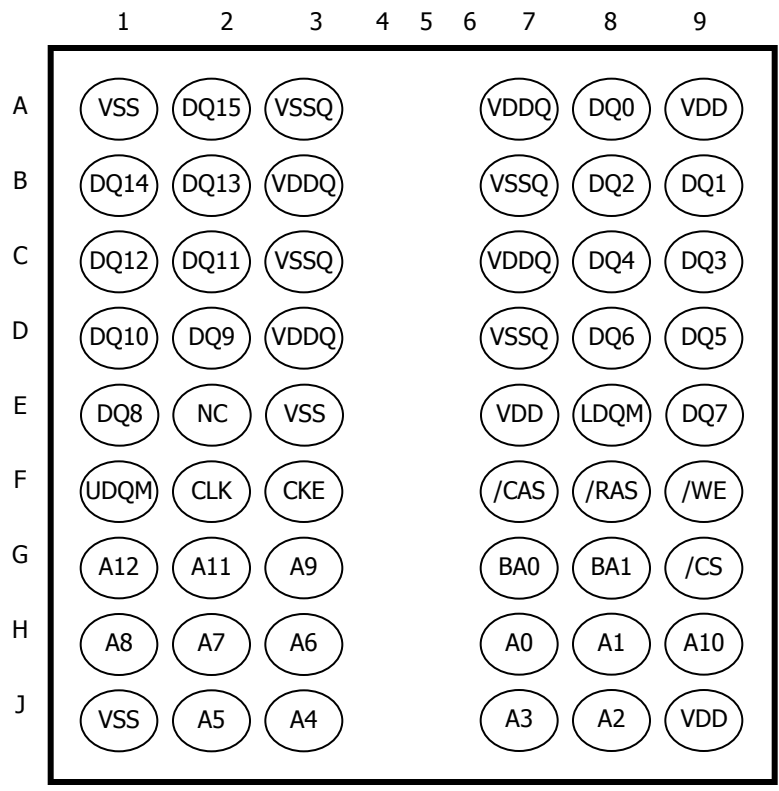 1 2 3 4 5 6 7 8 9
A VSS DQ15 VSSQ VDDQ DQ0 VDD
B DQ14 DQ13 VDDQ VSSQ DQ2 DQ1
C DQ12 DQ11 VSSQ VDDQ DQ4 DQ3
D DQ10 DQ9 VDDQ VSSQ DQ6 DQ5
E DQ8 NC VSS VDD LDQM DQ7
F UDQM CLK CKE /CAS /RAS /WE
G A12 A11 A9 BA0 BA1 /CS
H A8 A7 A6 A0 A1 A10
J VSS A5 A4 A3 A2 VDD